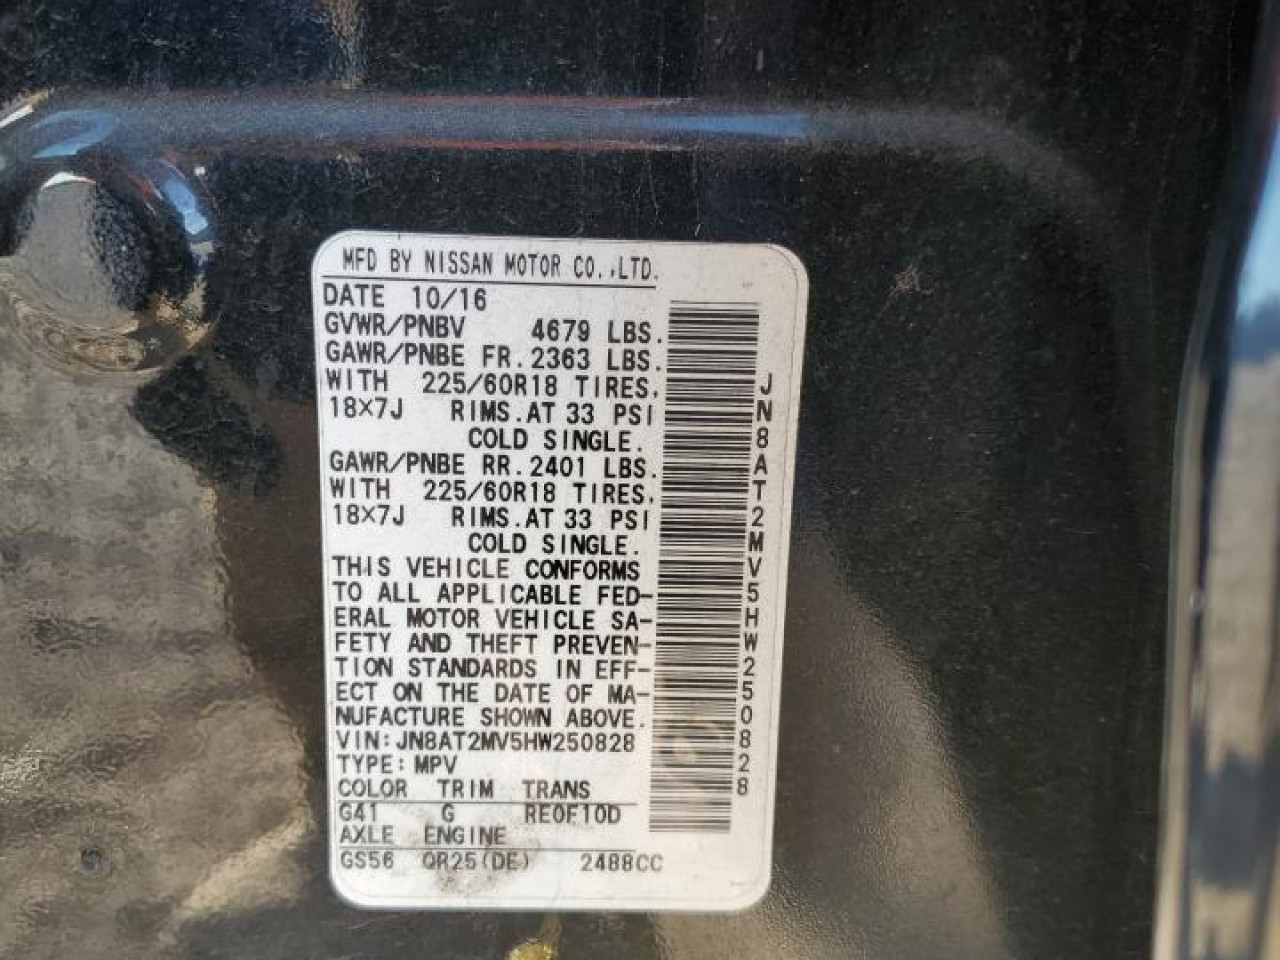 MFD BY NISSAN MOTOR CO.,LTD.
DATE 10/16
GVWR/PNBV 4679 LBS.
GAWR/PNBE FR. 2363 LBS.
WITH 225/60R18 TIRES,
18×7J RIMS. AT 33 PSI
COLD SINGLE.
GAWR/PNBE RR. 2401 LBS.
WITH 225/60R18 TIRES,
18×7J RIMS. AT 33 PSI
COLD SINGLE.
THIS VEHICLE CONFORMS
TO ALL APPLICABLE FED-
ERAL MOTOR VEHICLE SA-
FETY AND THEFT PREVEN-
TION STANDARDS IN EFF-
ECT ON THE DATE OF MA-
NUFACTURE SHOWN ABOVE.
VIN:JN8AT2MV5HW250828
TYPE:MPV
COLOR TRIM TRANS
G41 G RE0F10D
AXLE ENGINE
GS56 QR25(DE) 2488CC
JN8AT2MV5HW250828